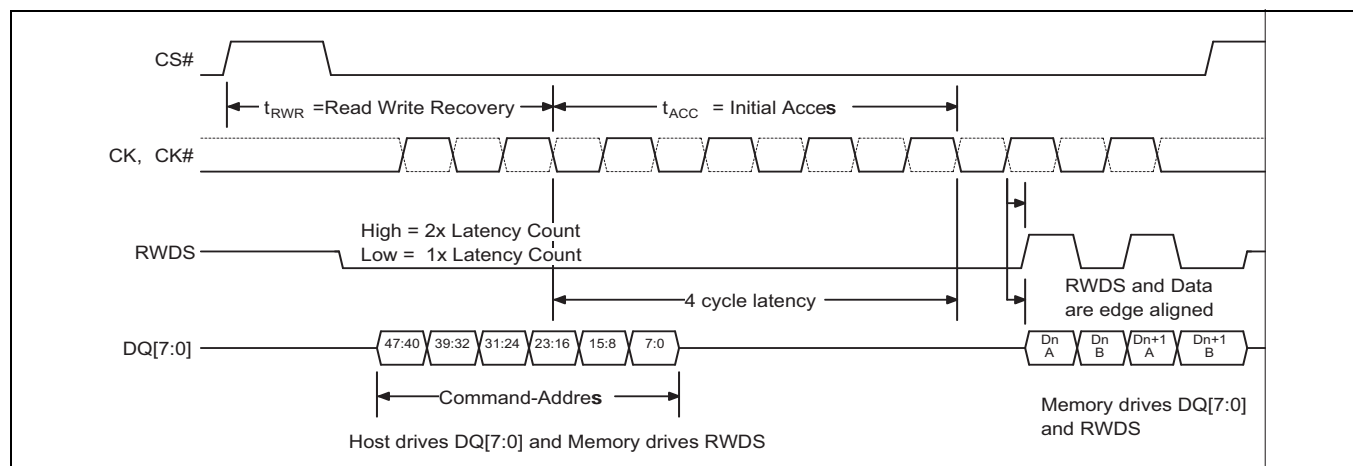 CS#
tRWR =Read Write Recovery
tACC = Initial Acces
CK, CK#
High = 2x Latency Count
Low = 1x Latency Count
RWDS
4 cycle latency
RWDS and Data
are edge aligned
DQ[7:0]
47:40 39:32 31:24 23:16 15:8 7:0
Dn Dn Dn+1 Dn+1
A B A B
Command-Addres
Memory drives DQ[7:0]
and RWDS
Host drives DQ[7:0] and Memory drives RWDS